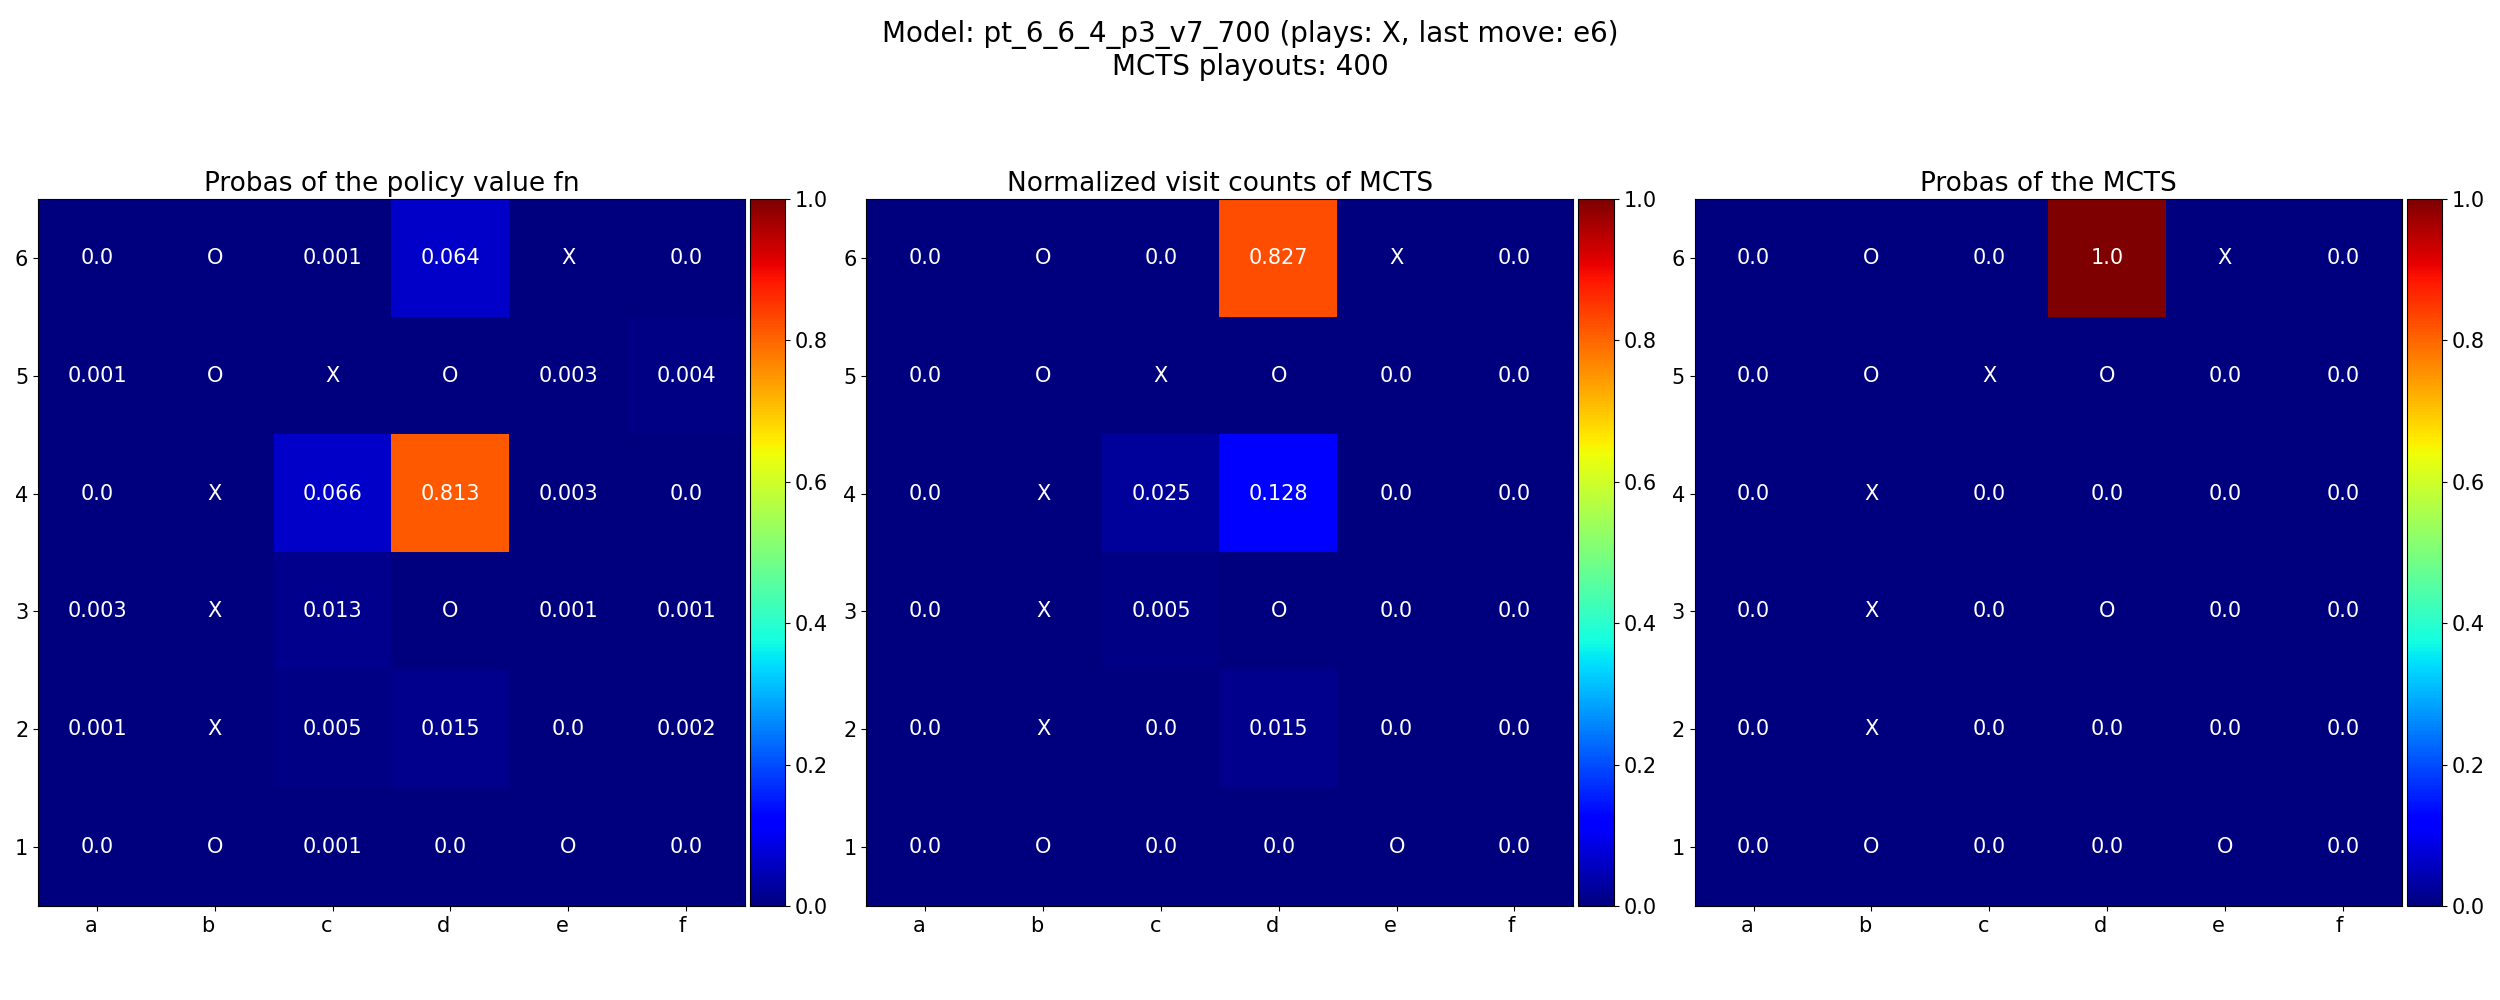 Model: pt_6_6_4_p3_v7_700 (plays: X, last move: e6)
MCTS playouts: 400
Probas of the policy value fn
1.0
6 0.0 O 0.001 0.064 X 0.0
5 0.001 O X O 0.003 0.004
0.8
4 0.0 X 0.066 0.813 0.003 0.0
0.6
3 0.003 X 0.013 O 0.001 0.001
0.4
2 0.001 X 0.005 0.015 0.0 0.002
0.2
1 0.0 O 0.001 0.0 O 0.0
0.0
a b c d e f
Normalized visit counts of MCTS
1.0
6 0.0 O 0.0 0.827 X 0.0
5 0.0 O X O 0.0 0.0
0.8
4 0.0 X 0.025 0.128 0.0 0.0
0.6
3 0.0 X 0.005 O 0.0 0.0
0.4
2 0.0 X 0.0 0.015 0.0 0.0
0.2
1 0.0 O 0.0 0.0 O 0.0
0.0
a b c d e f
Probas of the MCTS
1.0
6 0.0 O 0.0 1.0 X 0.0
5 0.0 O X O 0.0 0.0
0.8
4 0.0 X 0.0 0.0 0.0 0.0
0.6
3 0.0 X 0.0 O 0.0 0.0
0.4
2 0.0 X 0.0 0.0 0.0 0.0
0.2
1 0.0 O 0.0 0.0 O 0.0
0.0
a b c d e f